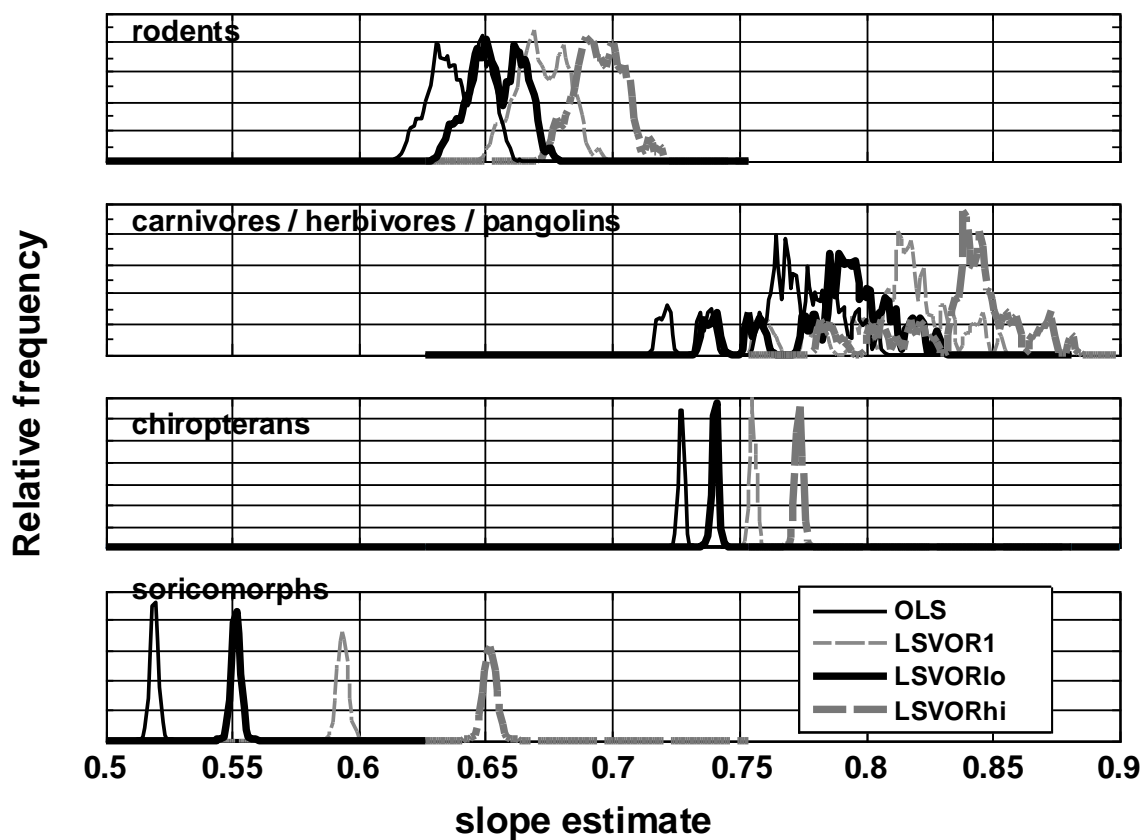 rodents
carnivores / herbivores / pangolins
chiropterans
soricomorphs
Relative frequency
OLS
LSVOR1
LSVORlo
LSVORhi
0.5 0.55 0.6 0.65 0.7 0.75 0.8 0.85 0.9
slope estimate